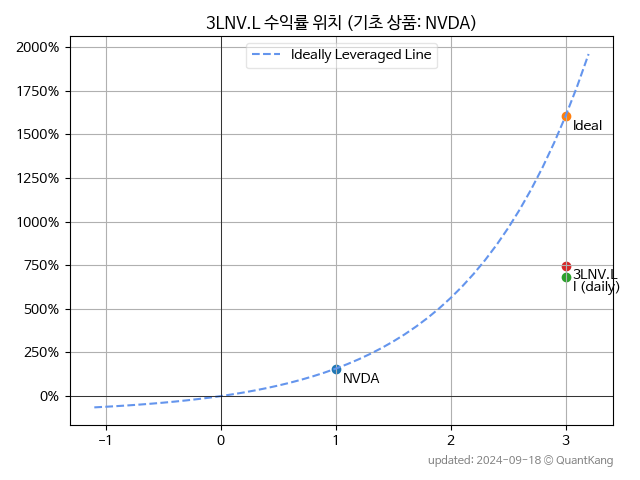 3LNV.L 수익률 위치 (기초 상품: NVDA)
Ideally Leveraged Line
2000%
1750%
1500%
1250%
1000%
750%
500%
250%
0%
Ideal
3LNV.L
l (daily)
NVDA
−1
0
1
2
3
updated: 2024-09-18 © QuantKang